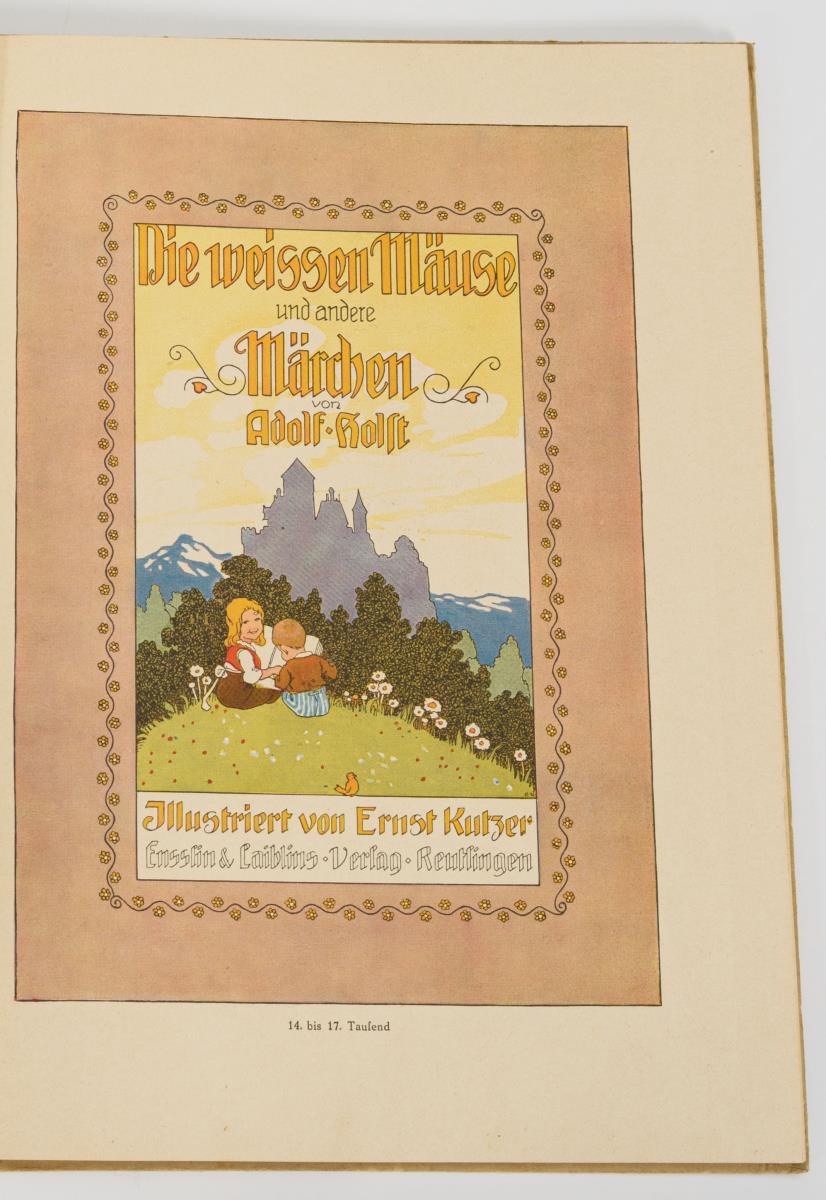 Die weissen Mäuse
und andere
Märchen
von
Adolf·Holſt
Illustriert von Ernst Kutzer
Ensslin & Laiblins·Verlag·Reutlingen
14. bis 17. Tauſend